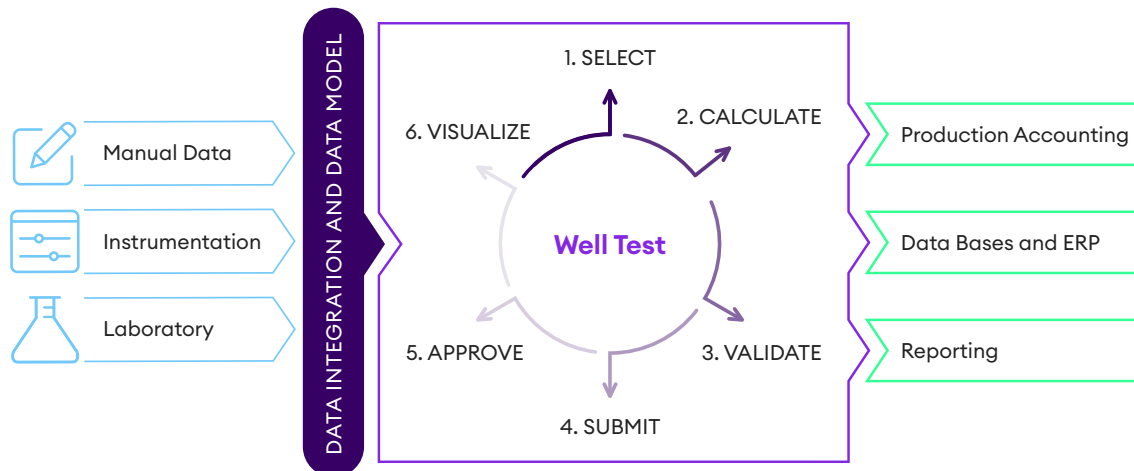 Manual Data
Instrumentation
Laboratory
DATA INTEGRATION AND DATA MODEL
1. SELECT
2. CALCULATE
3. VALIDATE
4. SUBMIT
5. APPROVE
6. VISUALIZE
Well Test
Production Accounting
Data Bases and ERP
Reporting